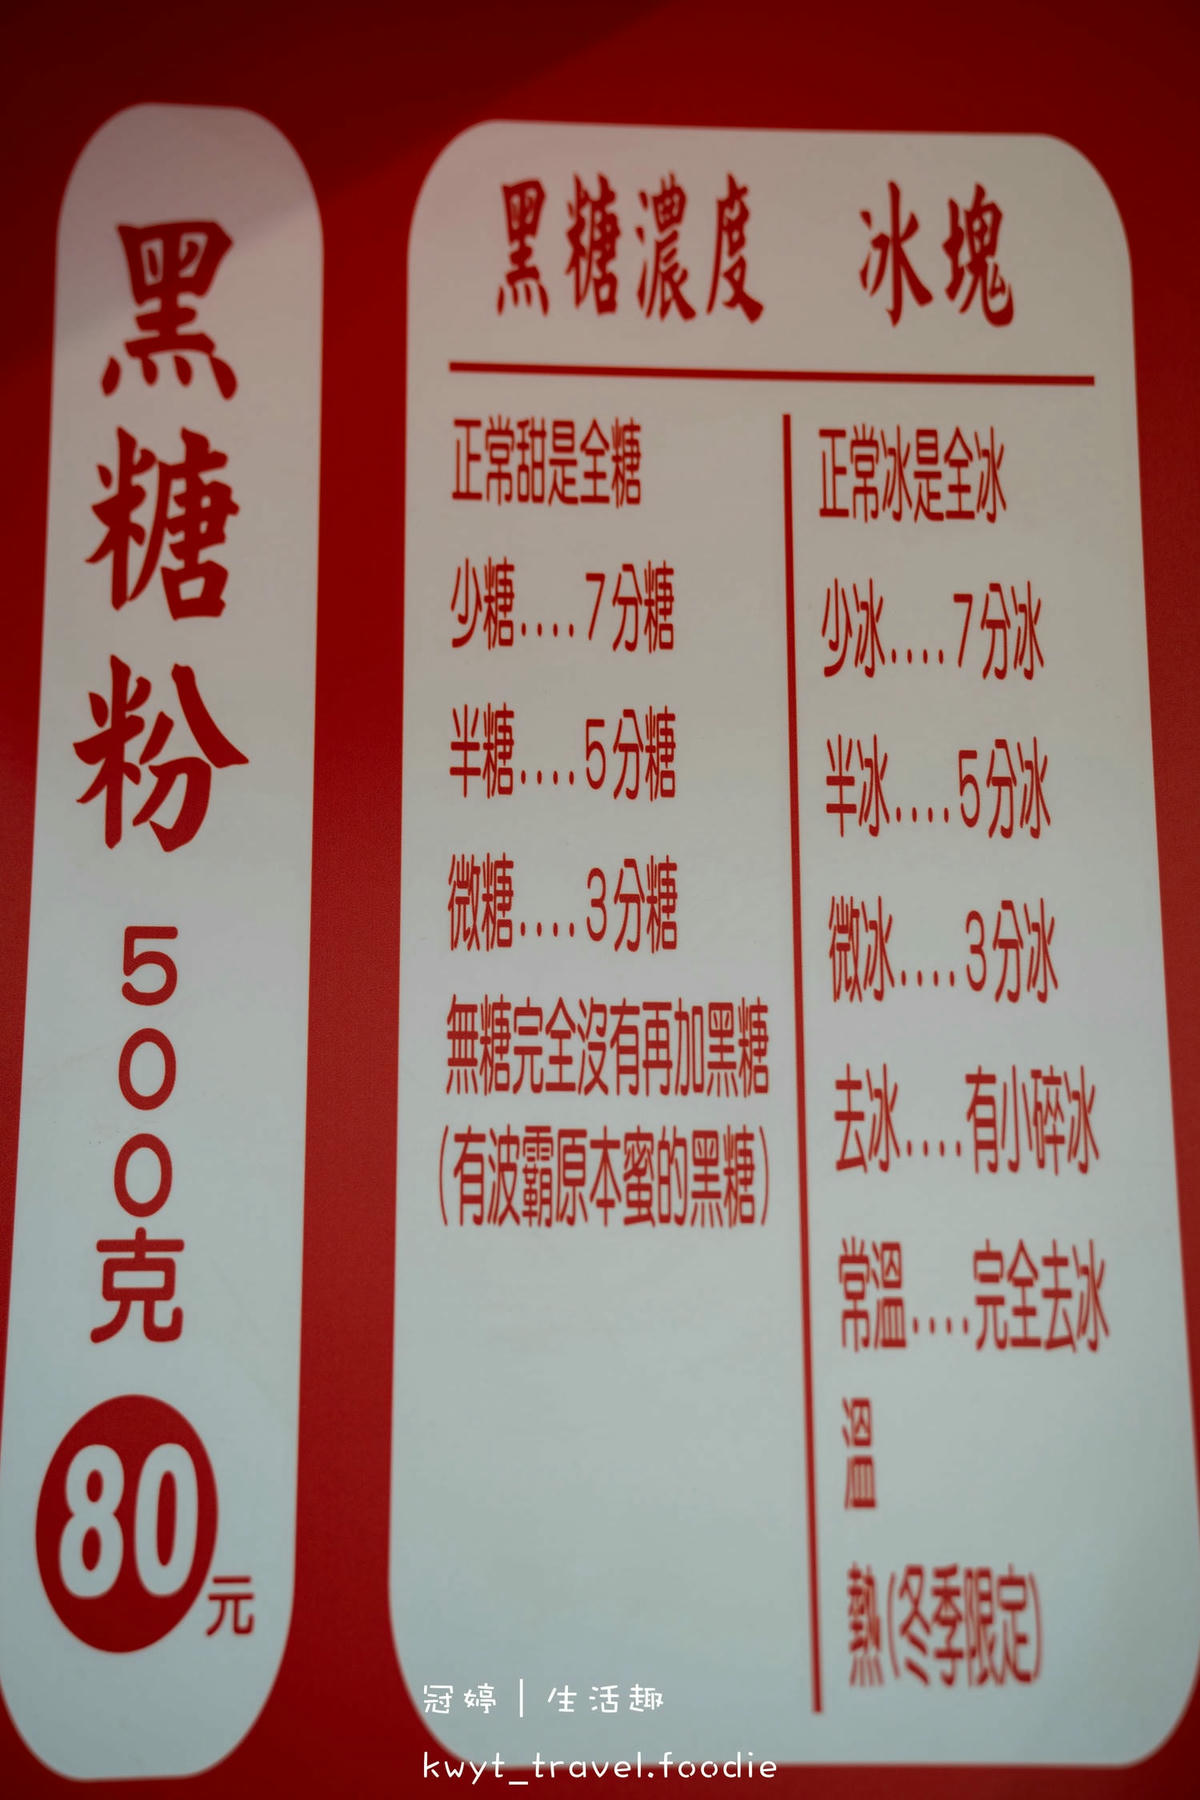 黑糖粉500克
80元
黑糖濃度
正常甜是全糖
少糖....7分糖
半糖....5分糖
微糖....3分糖
無糖完全沒有再加黑糖
(有波霸原本蜜的黑糖)
冰塊
正常冰是全冰
少冰....7分冰
半冰....5分冰
微冰....3分冰
去冰....有小碎冰
常溫....完全去冰
溫
熱(冬季限定)
冠婷 | 生活趣
kwyt_travel.foodie